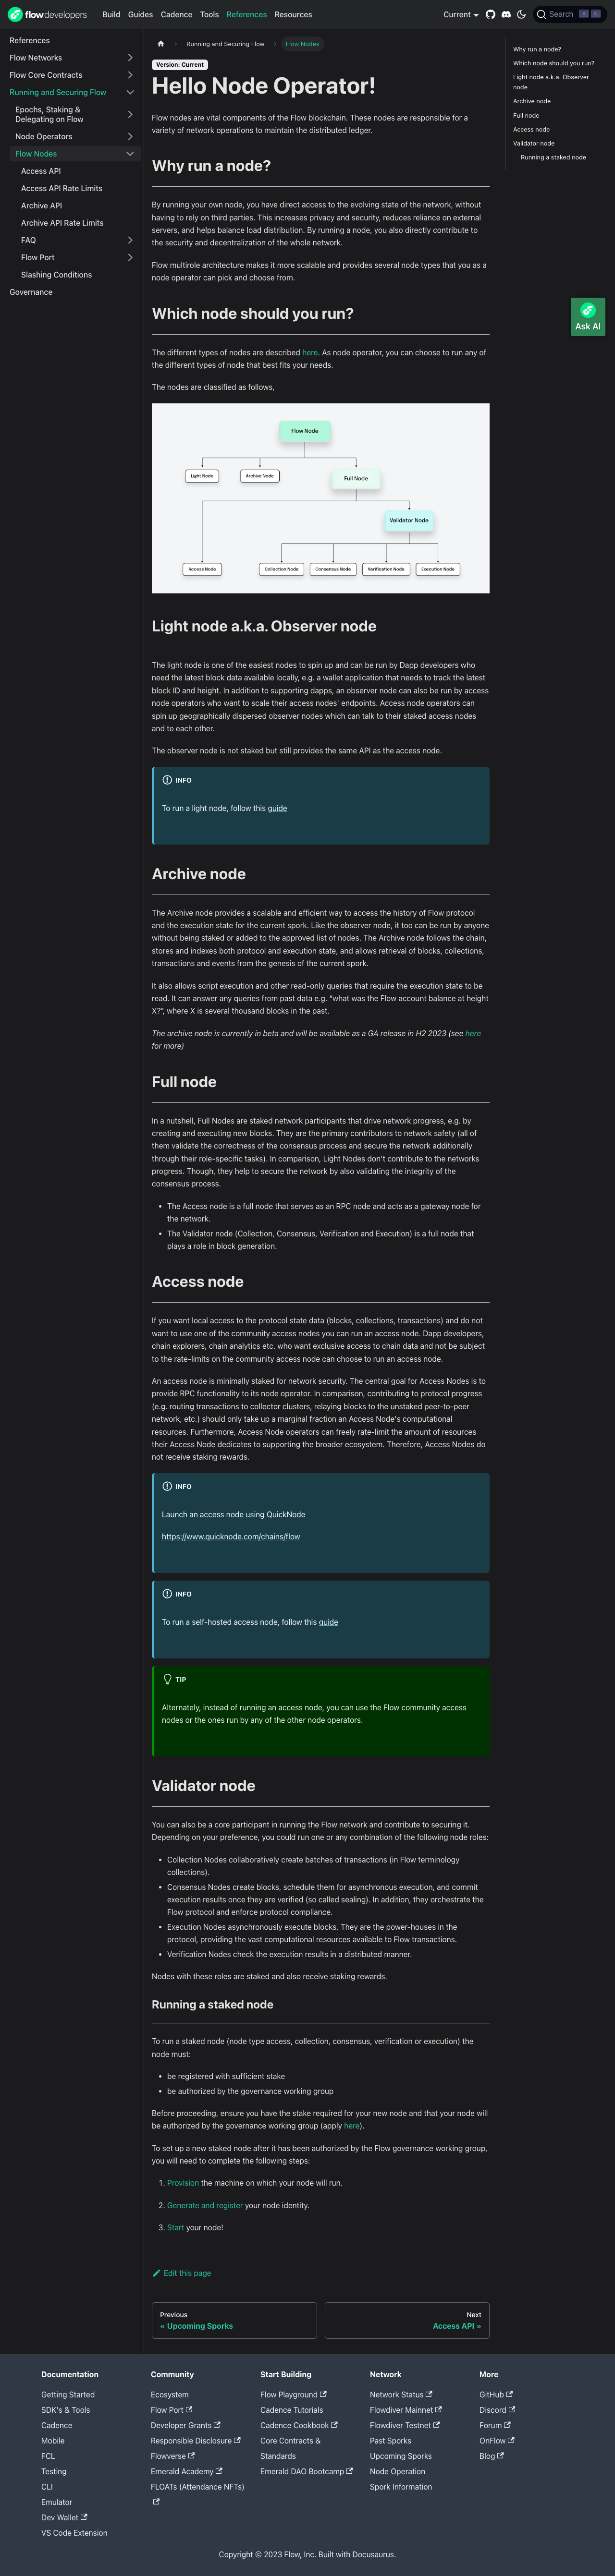 flowdevelopers
Build Guides Cadence Tools References Resources
Current
Search
References
Flow Networks
Flow Core Contracts
Running and Securing Flow
Epochs, Staking &
Delegating on Flow
Node Operators
Flow Nodes
Access API
Access API Rate Limits
Archive API
Archive API Rate Limits
FAQ
Flow Port
Slashing Conditions
Governance
Running and Securing Flow
Flow Nodes
Version: Current
Hello Node Operator!
Flow nodes are vital components of the Flow blockchain. These nodes are responsible for a
variety of network operations to maintain the distributed ledger.
Why run a node?
By running your own node, you have direct access to the evolving state of the network, without
having to rely on third parties. This increases privacy and security, reduces reliance on external
servers, and helps balance load distribution. By running a node, you also directly contribute to
the security and decentralization of the whole network.
Flow multirole architecture makes it more scalable and provides several node types that you as a
node operator can pick and choose from.
Which node should you run?
The different types of nodes are described here. As node operator, you can choose to run any of
the different types of node that best fits your needs.
The nodes are classified as follows,
Flow Node
Light Node
Archive Node
Full Node
Validator Node
Access Node
Collection Node
Consensus Node
Verification Node
Execution Node
Light node a.k.a. Observer node
The light node is one of the easiest nodes to spin up and can be run by Dapp developers who
need the latest block data available locally, e.g. a wallet application that needs to track the latest
block ID and height. In addition to supporting dapps, an observer node can also be run by access
node operators who want to scale their access nodes' endpoints. Access node operators can
spin up geographically dispersed observer nodes which can talk to their staked access nodes
and to each other.
The observer node is not staked but still provides the same API as the access node.
INFO
To run a light node, follow this guide
Archive node
The Archive node provides a scalable and efficient way to access the history of Flow protocol
and the execution state for the current spork. Like the observer node, it too can be run by anyone
without being staked or added to the approved list of nodes. The Archive node follows the chain,
stores and indexes both protocol and execution state, and allows retrieval of blocks, collections,
transactions and events from the genesis of the current spork.
It also allows script execution and other read-only queries that require the execution state to be
read. It can answer any queries from past data e.g. “what was the Flow account balance at height
X?”, where X is several thousand blocks in the past.
The archive node is currently in beta and will be available as a GA release in H2 2023 (see here
for more)
Full node
In a nutshell, Full Nodes are staked network participants that drive network progress, e.g. by
creating and executing new blocks. They are the primary contributors to network safety (all of
them validate the correctness of the consensus process and secure the network additionally
through their role-specific tasks). In comparison, Light Nodes don't contribute to the networks
progress. Though, they help to secure the network by also validating the integrity of the
consensus process.
• The Access node is a full node that serves as an RPC node and acts as a gateway node for
the network.
• The Validator node (Collection, Consensus, Verification and Execution) is a full node that
plays a role in block generation.
Access node
If you want local access to the protocol state data (blocks, collections, transactions) and do not
want to use one of the community access nodes you can run an access node. Dapp developers,
chain explorers, chain analytics etc. who want exclusive access to chain data and not be subject
to the rate-limits on the community access node can choose to run an access node.
An access node is minimally staked for network security. The central goal for Access Nodes is to
provide RPC functionality to its node operator. In comparison, contributing to protocol progress
(e.g. routing transactions to collector clusters, relaying blocks to the unstaked peer-to-peer
network, etc.) should only take up a marginal fraction an Access Node's computational
resources. Furthermore, Access Node operators can freely rate-limit the amount of resources
their Access Node dedicates to supporting the broader ecosystem. Therefore, Access Nodes do
not receive staking rewards.
INFO
Launch an access node using QuickNode
https://www.quicknode.com/chains/flow
INFO
To run a self-hosted access node, follow this guide
TIP
Alternately, instead of running an access node, you can use the Flow community access
nodes or the ones run by any of the other node operators.
Validator node
You can also be a core participant in running the Flow network and contribute to securing it.
Depending on your preference, you could run one or any combination of the following node roles:
• Collection Nodes collaboratively create batches of transactions (in Flow terminology
collections).
• Consensus Nodes create blocks, schedule them for asynchronous execution, and commit
execution results once they are verified (so called sealing). In addition, they orchestrate the
Flow protocol and enforce protocol compliance.
• Execution Nodes asynchronously execute blocks. They are the power-houses in the
protocol, providing the vast computational resources available to Flow transactions.
• Verification Nodes check the execution results in a distributed manner.
Nodes with these roles are staked and also receive staking rewards.
Running a staked node
To run a staked node (node type access, collection, consensus, verification or execution) the
node must:
• be registered with sufficient stake
• be authorized by the governance working group
Before proceeding, ensure you have the stake required for your new node and that your node will
be authorized by the governance working group (apply here).
To set up a new staked node after it has been authorized by the Flow governance working group,
you will need to complete the following steps:
1. Provision the machine on which your node will run.
2. Generate and register your node identity.
3. Start your node!
Edit this page
Previous
« Upcoming Sporks
Next
Access API »
Why run a node?
Which node should you run?
Light node a.k.a. Observer
node
Archive node
Full node
Access node
Validator node
Running a staked node
Ask AI
Documentation
Getting Started
SDK's & Tools
Cadence
Mobile
FCL
Testing
CLI
Emulator
Dev Wallet
VS Code Extension
Community
Ecosystem
Flow Port
Developer Grants
Responsible Disclosure
Flowverse
Emerald Academy
FLOATs (Attendance NFTs)
Start Building
Flow Playground
Cadence Tutorials
Cadence Cookbook
Core Contracts &
Standards
Emerald DAO Bootcamp
Network
Network Status
Flowdiver Mainnet
Flowdiver Testnet
Past Sporks
Upcoming Sporks
Node Operation
Spork Information
More
GitHub
Discord
Forum
OnFlow
Blog
Copyright © 2023 Flow, Inc. Built with Docusaurus.